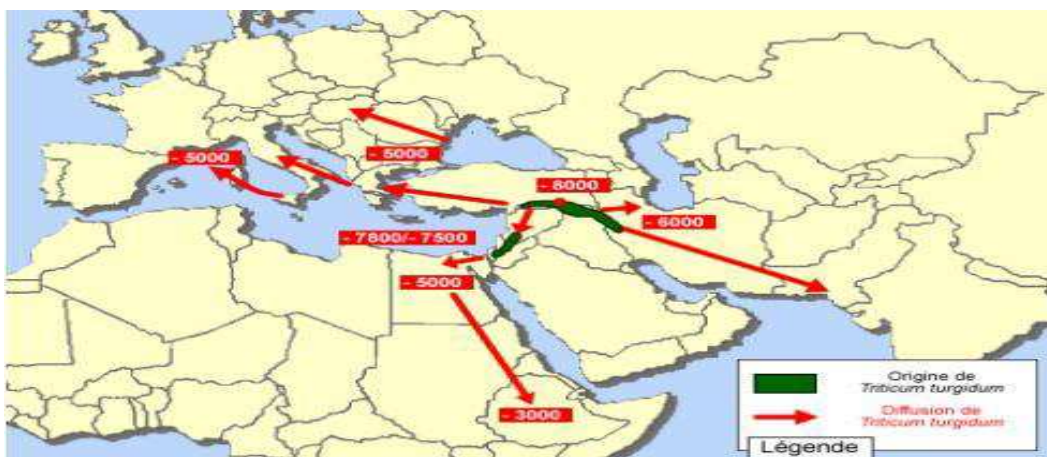 - 5000
- 5000
- 8000
- 6000
- 7800/- 7500
- 5000
- 3000
Origine de
Triticum turgidum
Diffusion de
Triticum turgidum
Légende